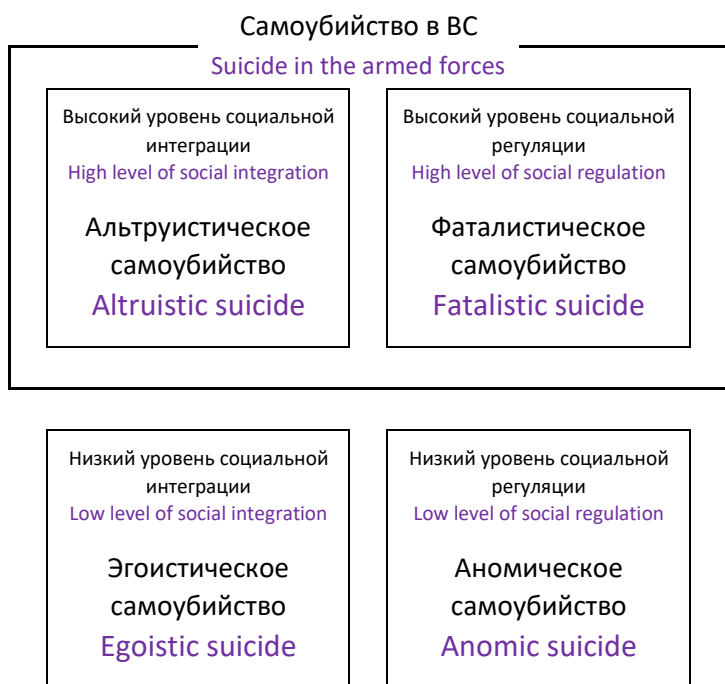 Самоубийство в ВС
Suicide in the armed forces
Высокий уровень социальной
интеграции
High level of social integration
Альтруистическое
самоубийство
Altruistic suicide
Высокий уровень социальной
регуляции
High level of social regulation
Фаталистическое
самоубийство
Fatalistic suicide
Низкий уровень социальной
интеграции
Low level of social integration
Эгоистическое
самоубийство
Egoistic suicide
Низкий уровень социальной
регуляции
Low level of social regulation
Аномическое
самоубийство
Anomic suicide